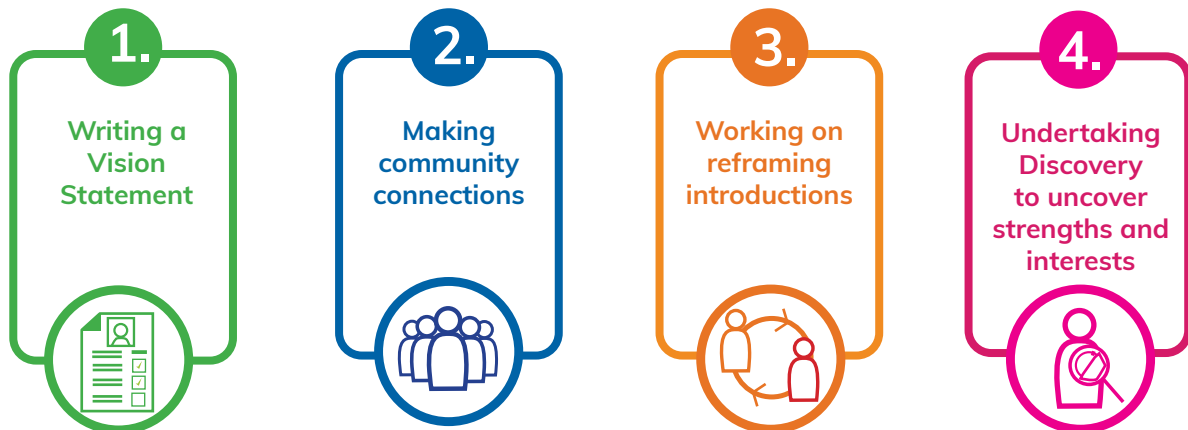 1.
Writing a
Vision
Statement
2.
Making
community
connections
3.
Working on
reframing
introductions
4.
Undertaking
Discovery
to uncover
strengths and
interests